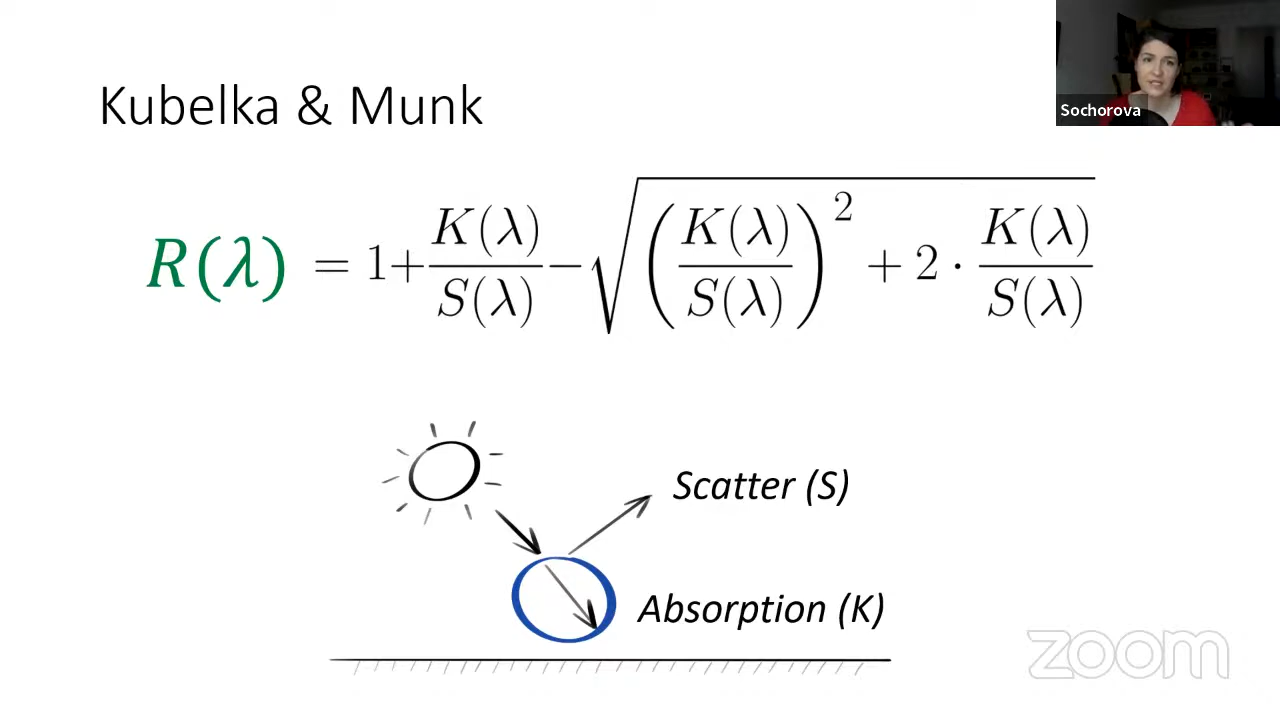 Sochorova
Kubelka & Munk
R(λ) = 1+ K(λ)/S(λ) − √((K(λ)/S(λ))² + 2 · K(λ)/S(λ))
Scatter (S)
Absorption (K)
zoom